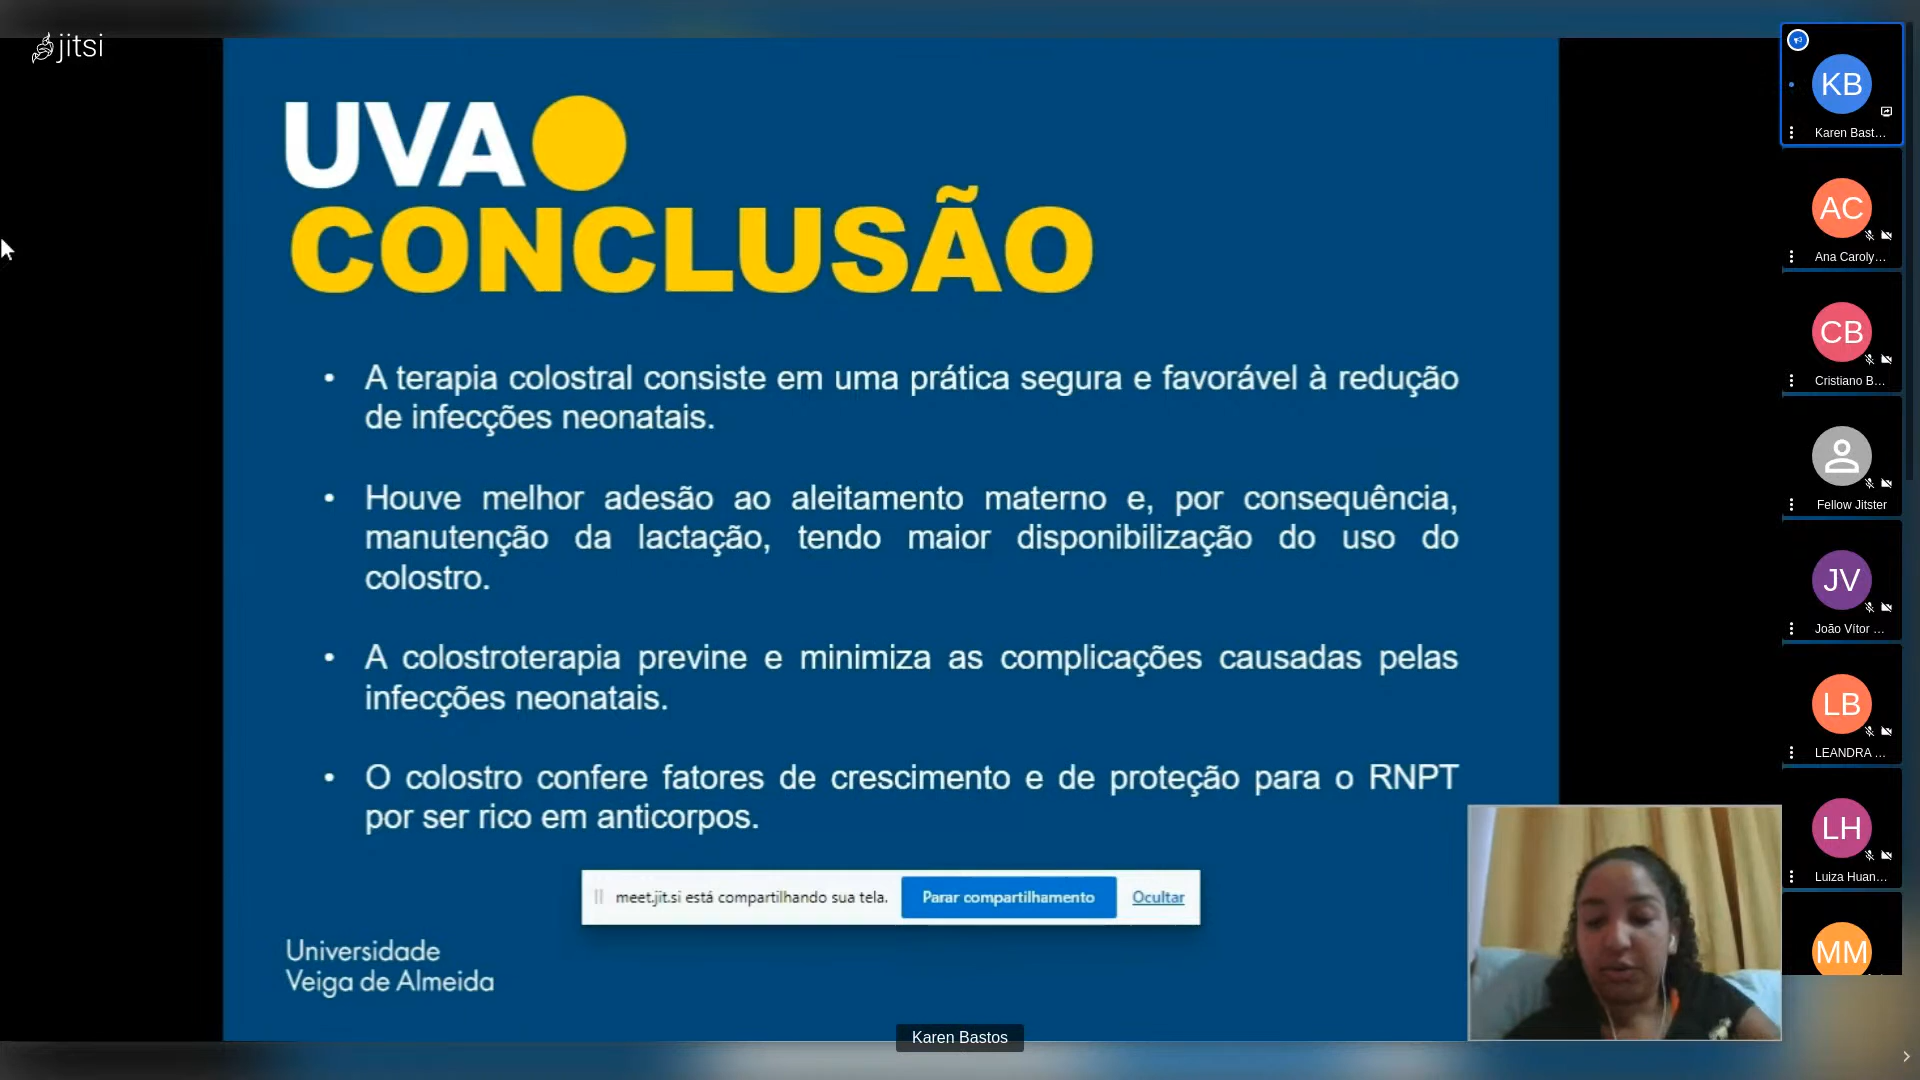 jitsi
UVA
CONCLUSÃO
• A terapia colostral consiste em uma prática segura e favorável à redução
de infecções neonatais.
• Houve melhor adesão ao aleitamento materno e, por consequência,
manutenção da lactação, tendo maior disponibilização do uso do
colostro.
• A colostroterapia previne e minimiza as complicações causadas pelas
infecções neonatais.
• O colostro confere fatores de crescimento e de proteção para o RNPT
por ser rico em anticorpos.
meet.jit.si está compartilhando sua tela. Parar compartilhamento Ocultar
Universidade
Veiga de Almeida
Karen Bastos
KB
Karen Bast...
AC
Ana Caroly...
CB
Cristiano B...
Fellow Jitster
JV
João Vítor ...
LB
LEANDRA ...
LH
Luiza Huan...
MM